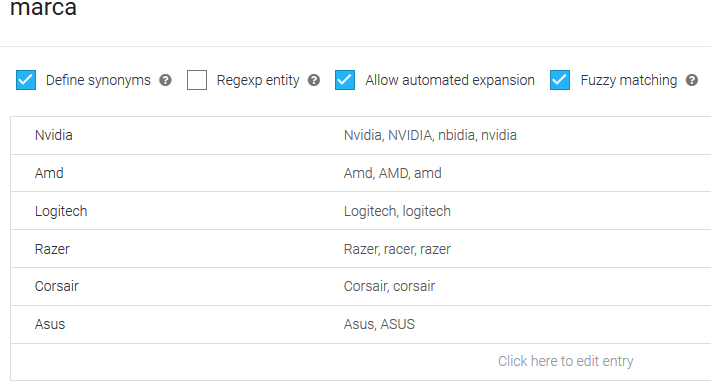 marca
Define synonyms ? Regexp entity ? Allow automated expansion Fuzzy matching ?
Nvidia Nvidia, NVIDIA, nbidia, nvidia
Amd Amd, AMD, amd
Logitech Logitech, logitech
Razer Razer, racer, razer
Corsair Corsair, corsair
Asus Asus, ASUS
Click here to edit entry